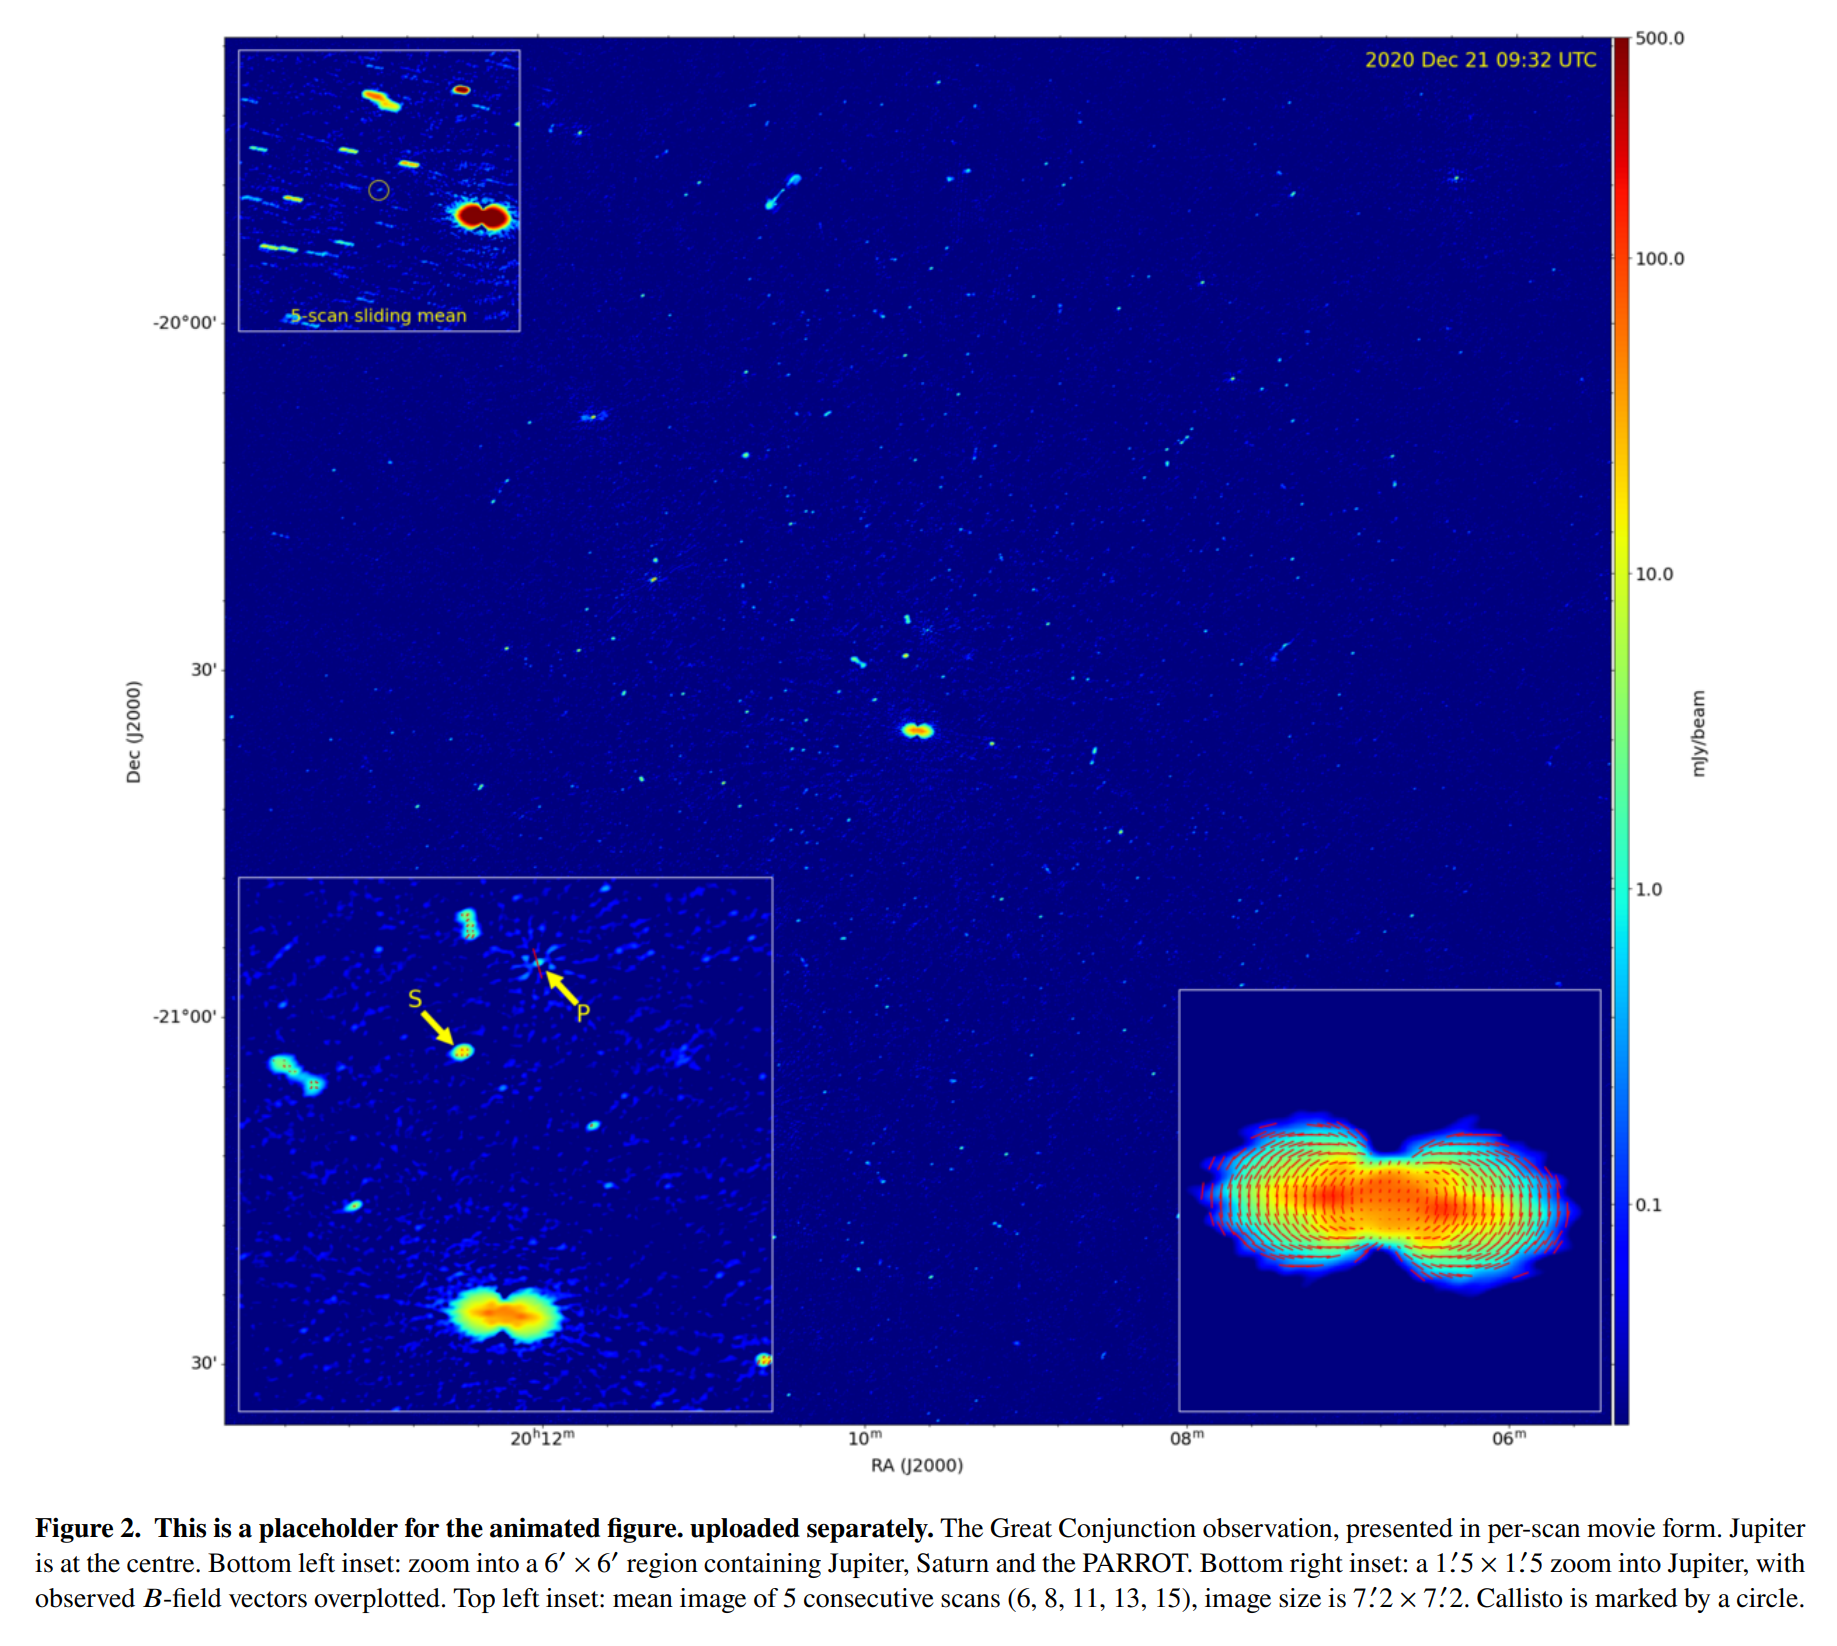 2020 Dec 21 09:32 UTC
500.0
100.0
10.0
1.0
0.1
mJy/beam
5-scan sliding mean
-20°00'
30'
-21°00'
30'
Dec (J2000)
S
P
20ʰ12ᵐ
10ᵐ
08ᵐ
06ᵐ
RA (J2000)
Figure 2. This is a placeholder for the animated figure. uploaded separately. The Great Conjunction observation, presented in per-scan movie form. Jupiter
is at the centre. Bottom left inset: zoom into a 6′ × 6′ region containing Jupiter, Saturn and the PARROT. Bottom right inset: a 1′.5 × 1′.5 zoom into Jupiter, with
observed B-field vectors overplotted. Top left inset: mean image of 5 consecutive scans (6, 8, 11, 13, 15), image size is 7′.2 × 7′.2. Callisto is marked by a circle.